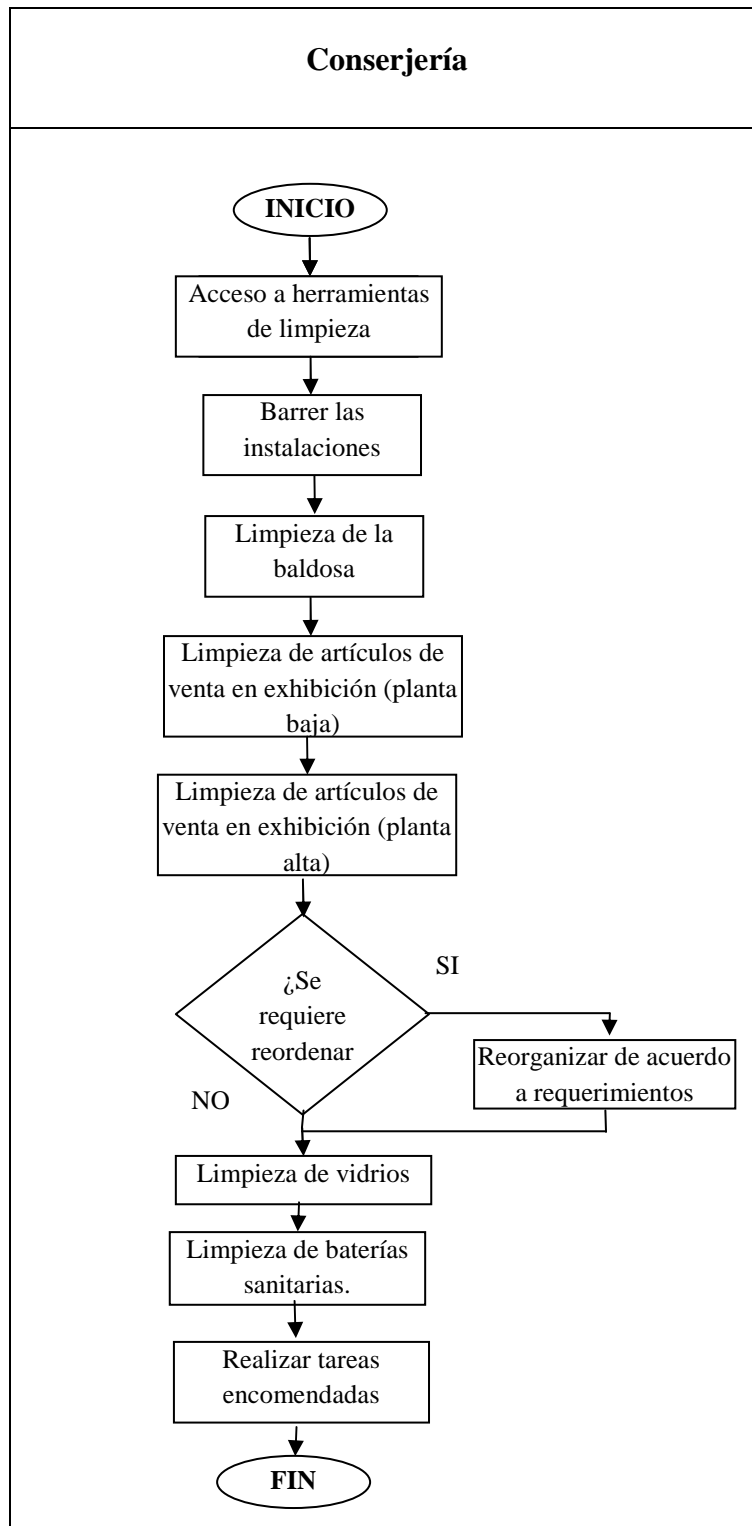 Conserjería
INICIO
Acceso a herramientas
de limpieza
Barrer las
instalaciones
Limpieza de la
baldosa
Limpieza de artículos de
venta en exhibición (planta
baja)
Limpieza de artículos de
venta en exhibición (planta
alta)
¿Se
requiere
reordenar
SI
Reorganizar de acuerdo
a requerimientos
NO
Limpieza de vidrios
Limpieza de baterías
sanitarias.
Realizar tareas
encomendadas
FIN